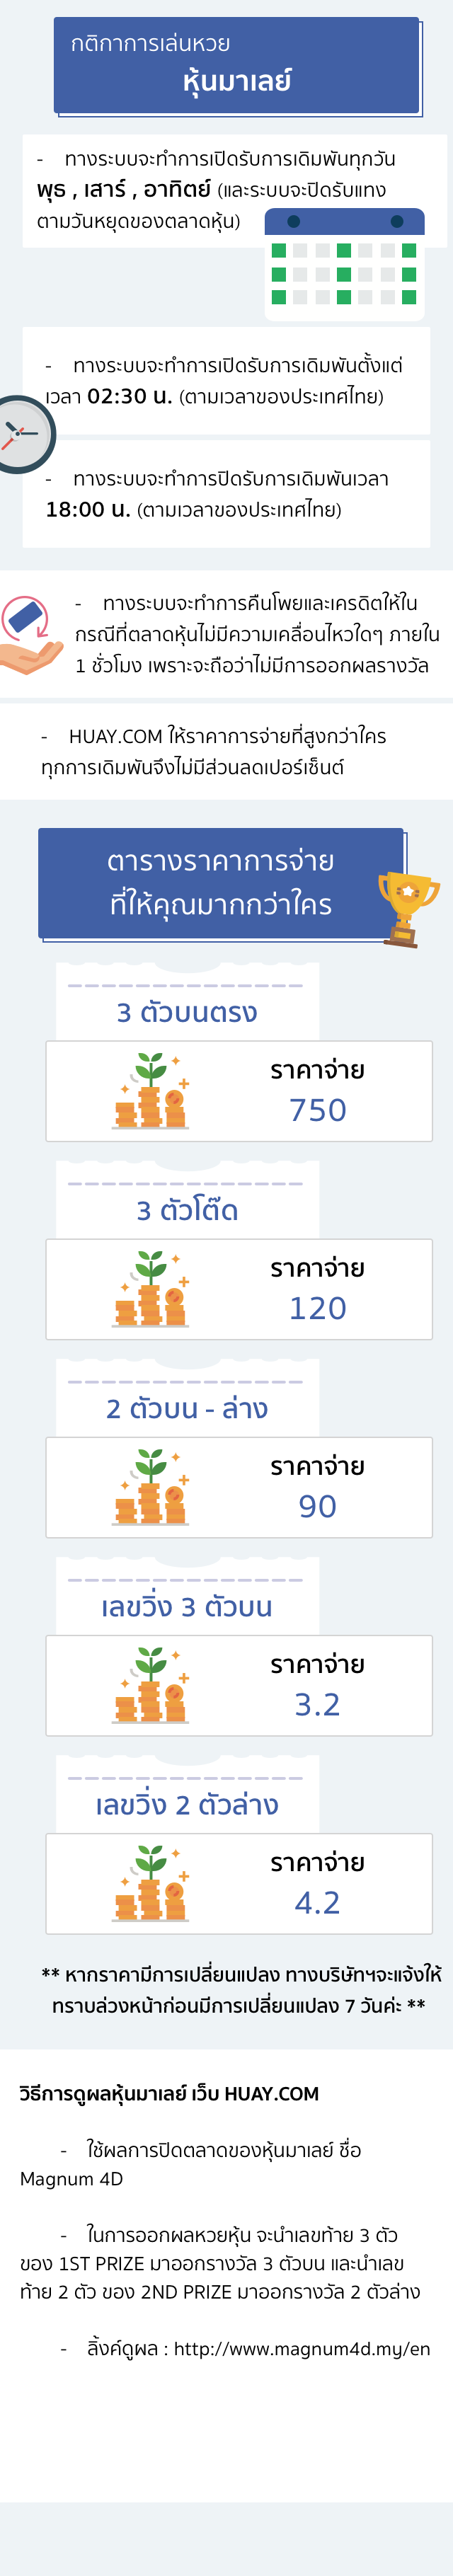 กติกาการเล่นหวย
หุ้นมาเลย์
- ทางระบบจะทำการเปิดรับการเดิมพันทุกวัน
พุธ , เสาร์ , อาทิตย์ (และระบบจะปิดรับแทง
ตามวันหยุดของตลาดหุ้น)
- ทางระบบจะทำการเปิดรับการเดิมพันตั้งแต่
เวลา 02:30 น. (ตามเวลาของประเทศไทย)
- ทางระบบจะทำการปิดรับการเดิมพันเวลา
18:00 น. (ตามเวลาของประเทศไทย)
- ทางระบบจะทำการคืนโพยและเครดิตให้ใน
กรณีที่ตลาดหุ้นไม่มีความเคลื่อนไหวใดๆ ภายใน
1 ชั่วโมง เพราะจะถือว่าไม่มีการออกผลรางวัล
- HUAY.COM ให้ราคาการจ่ายที่สูงกว่าใคร
ทุกการเดิมพันจึงไม่มีส่วนลดเปอร์เซ็นต์
ตารางราคาการจ่าย
ที่ให้คุณมากกว่าใคร
3 ตัวบนตรง
ราคาจ่าย
750
3 ตัวโต๊ด
ราคาจ่าย
120
2 ตัวบน - ล่าง
ราคาจ่าย
90
เลขวิ่ง 3 ตัวบน
ราคาจ่าย
3.2
เลขวิ่ง 2 ตัวล่าง
ราคาจ่าย
4.2
** หากราคามีการเปลี่ยนแปลง ทางบริษัทฯจะแจ้งให้
ทราบล่วงหน้าก่อนมีการเปลี่ยนแปลง 7 วันค่ะ **
วิธีการดูผลหุ้นมาเลย์ เว็บ HUAY.COM
- ใช้ผลการปิดตลาดของหุ้นมาเลย์ ชื่อ
Magnum 4D
- ในการออกผลหวยหุ้น จะนำเลขท้าย 3 ตัว
ของ 1ST PRIZE มาออกรางวัล 3 ตัวบน และนำเลข
ท้าย 2 ตัว ของ 2ND PRIZE มาออกรางวัล 2 ตัวล่าง
- ลิ้งค์ดูผล : http://www.magnum4d.my/en